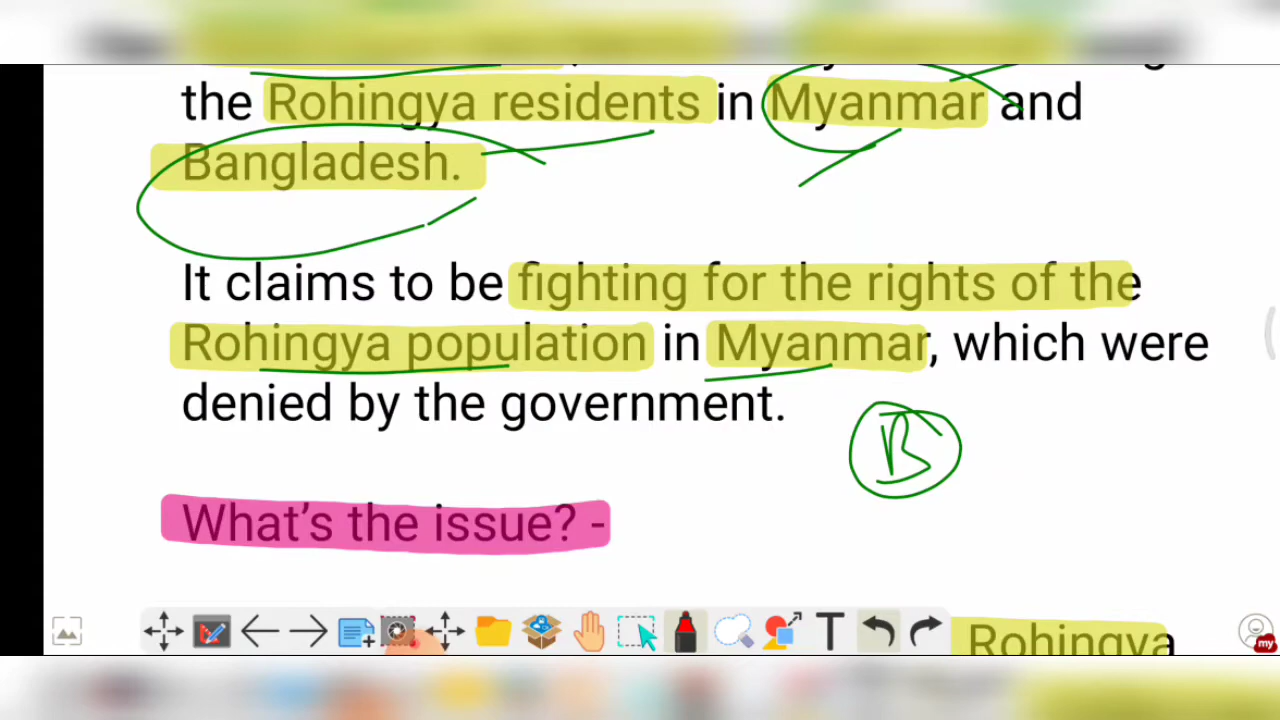 the Rohingya residents in Myanmar and
Bangladesh.
It claims to be fighting for the rights of the
Rohingya population in Myanmar, which were
denied by the government.
B
What's the issue? -
T
Rohingya
my